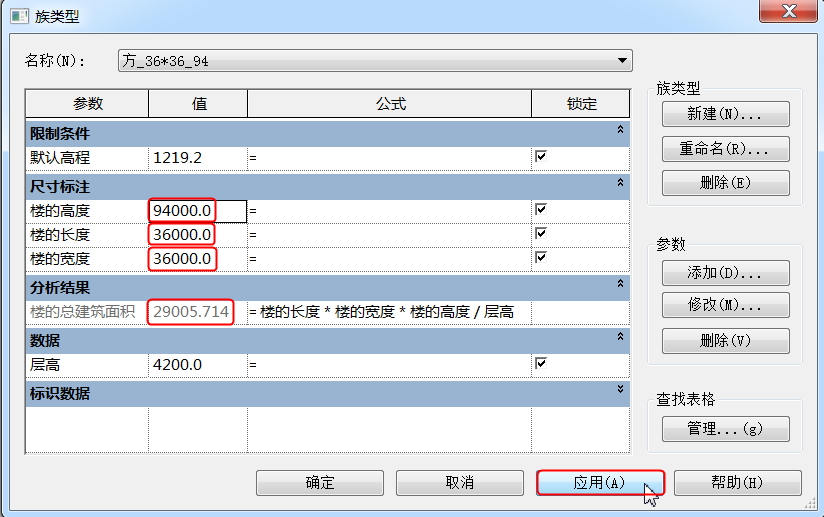 族类型
名称(N): 方_36*36_94
参数 值 公式 锁定
限制条件
默认高程 1219.2 =
尺寸标注
楼的高度 94000.0 =
楼的长度 36000.0 =
楼的宽度 36000.0 =
分析结果
楼的总建筑面积 29005.714 = 楼的长度 * 楼的宽度 * 楼的高度 / 层高
数据
层高 4200.0 =
标识数据
族类型
新建(N)...
重命名(R)...
删除(E)
参数
添加(D)...
修改(M)...
删除(V)
查找表格
管理...(g)
确定 取消 应用(A) 帮助(H)